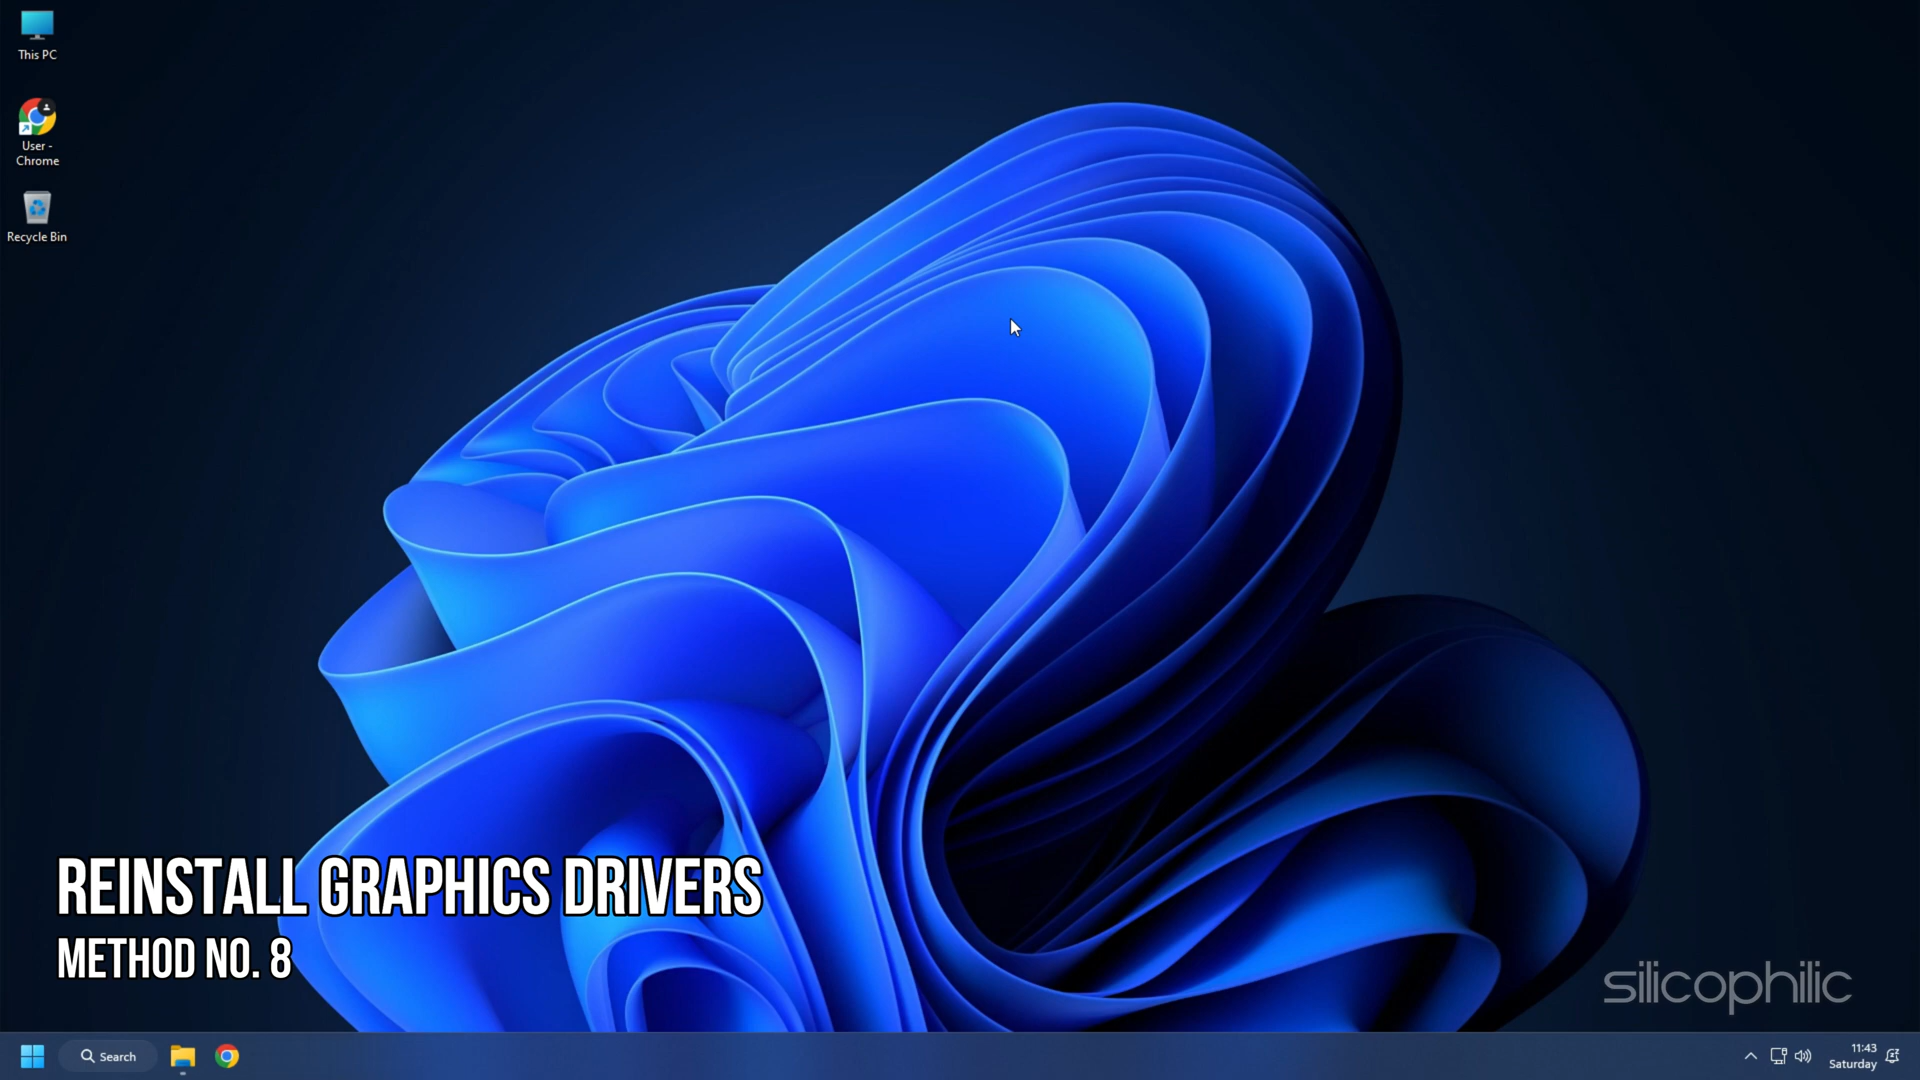 This PC
User -
Chrome
Recycle Bin
REINSTALL GRAPHICS DRIVERS
METHOD NO. 8
silicophilic
Search
11:43
Saturday